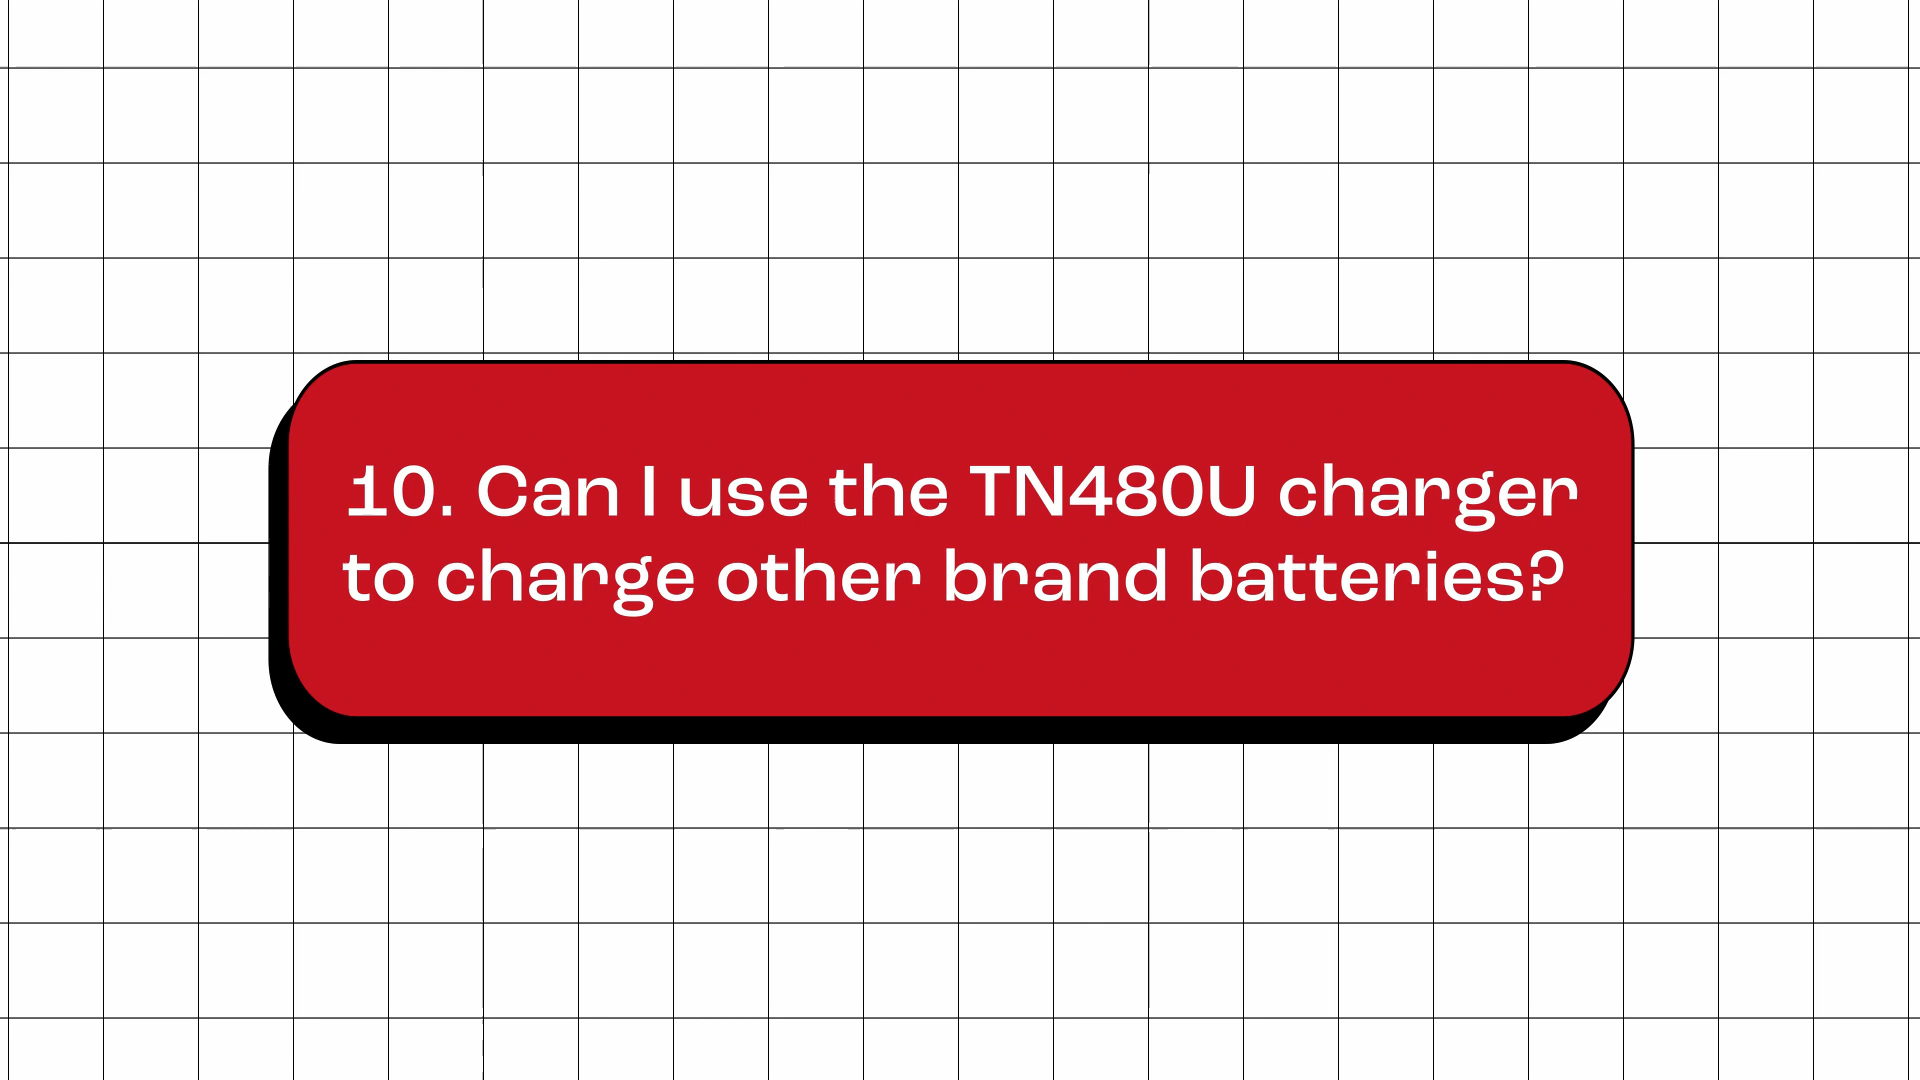 10. Can I use the TN480U charger
to charge other brand batteries?